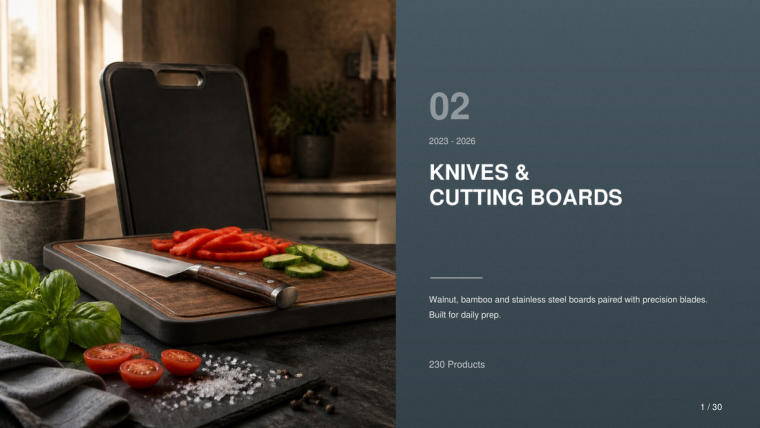 02
2023 - 2026
KNIVES &
CUTTING BOARDS
Walnut, bamboo and stainless steel boards paired with precision blades.
Built for daily prep.
230 Products
1 / 30